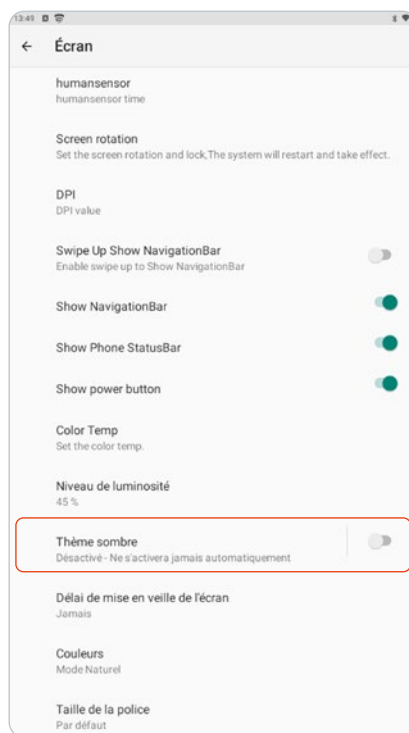 13:49
Écran
humansensor
humansensor time
Screen rotation
Set the screen rotation and lock,The system will restart and take effect.
DPI
DPI value
Swipe Up Show NavigationBar
Enable swipe up to Show NavigationBar
Show NavigationBar
Show Phone StatusBar
Show power button
Color Temp
Set the color temp.
Niveau de luminosité
45 %
Thème sombre
Désactivé - Ne s'activera jamais automatiquement
Délai de mise en veille de l'écran
Jamais
Couleurs
Mode Naturel
Taille de la police
Par défaut